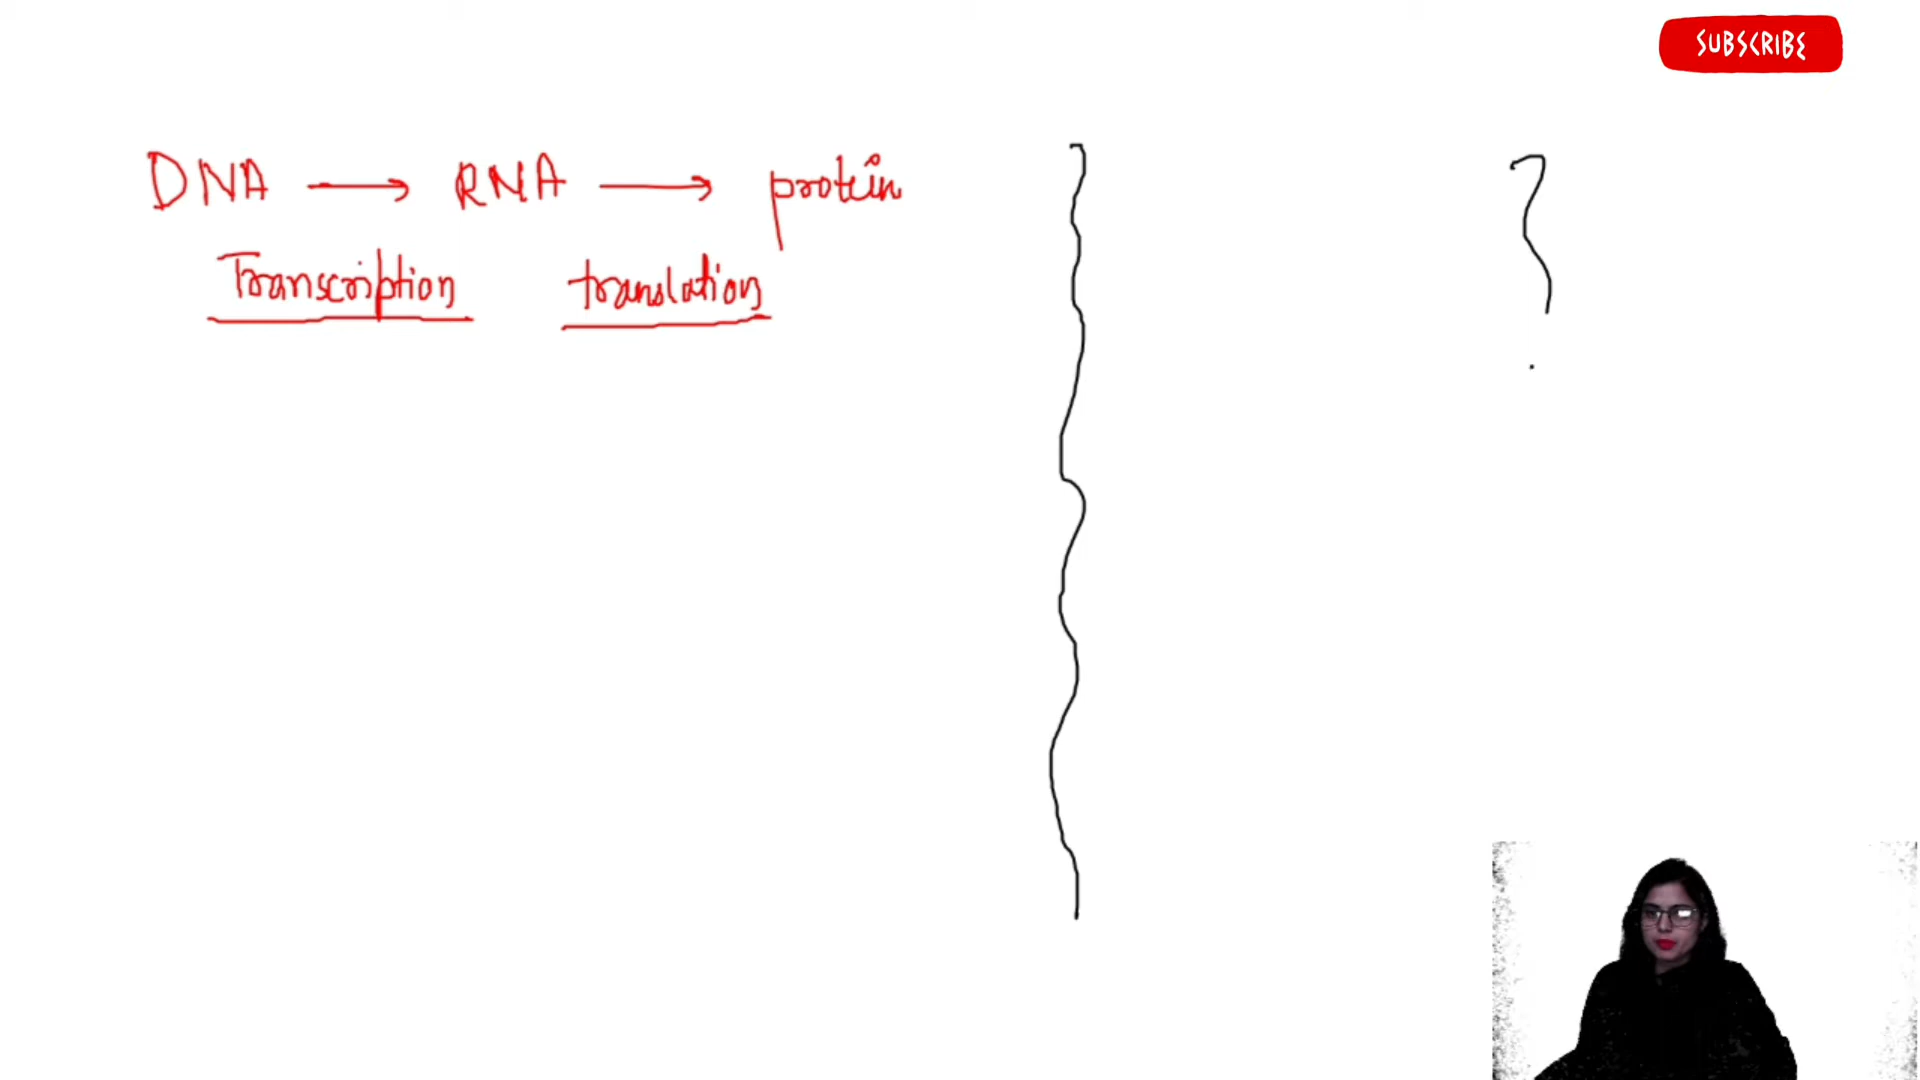 SUBSCRIBE
DNA → RNA → protein
Transcription translation
?